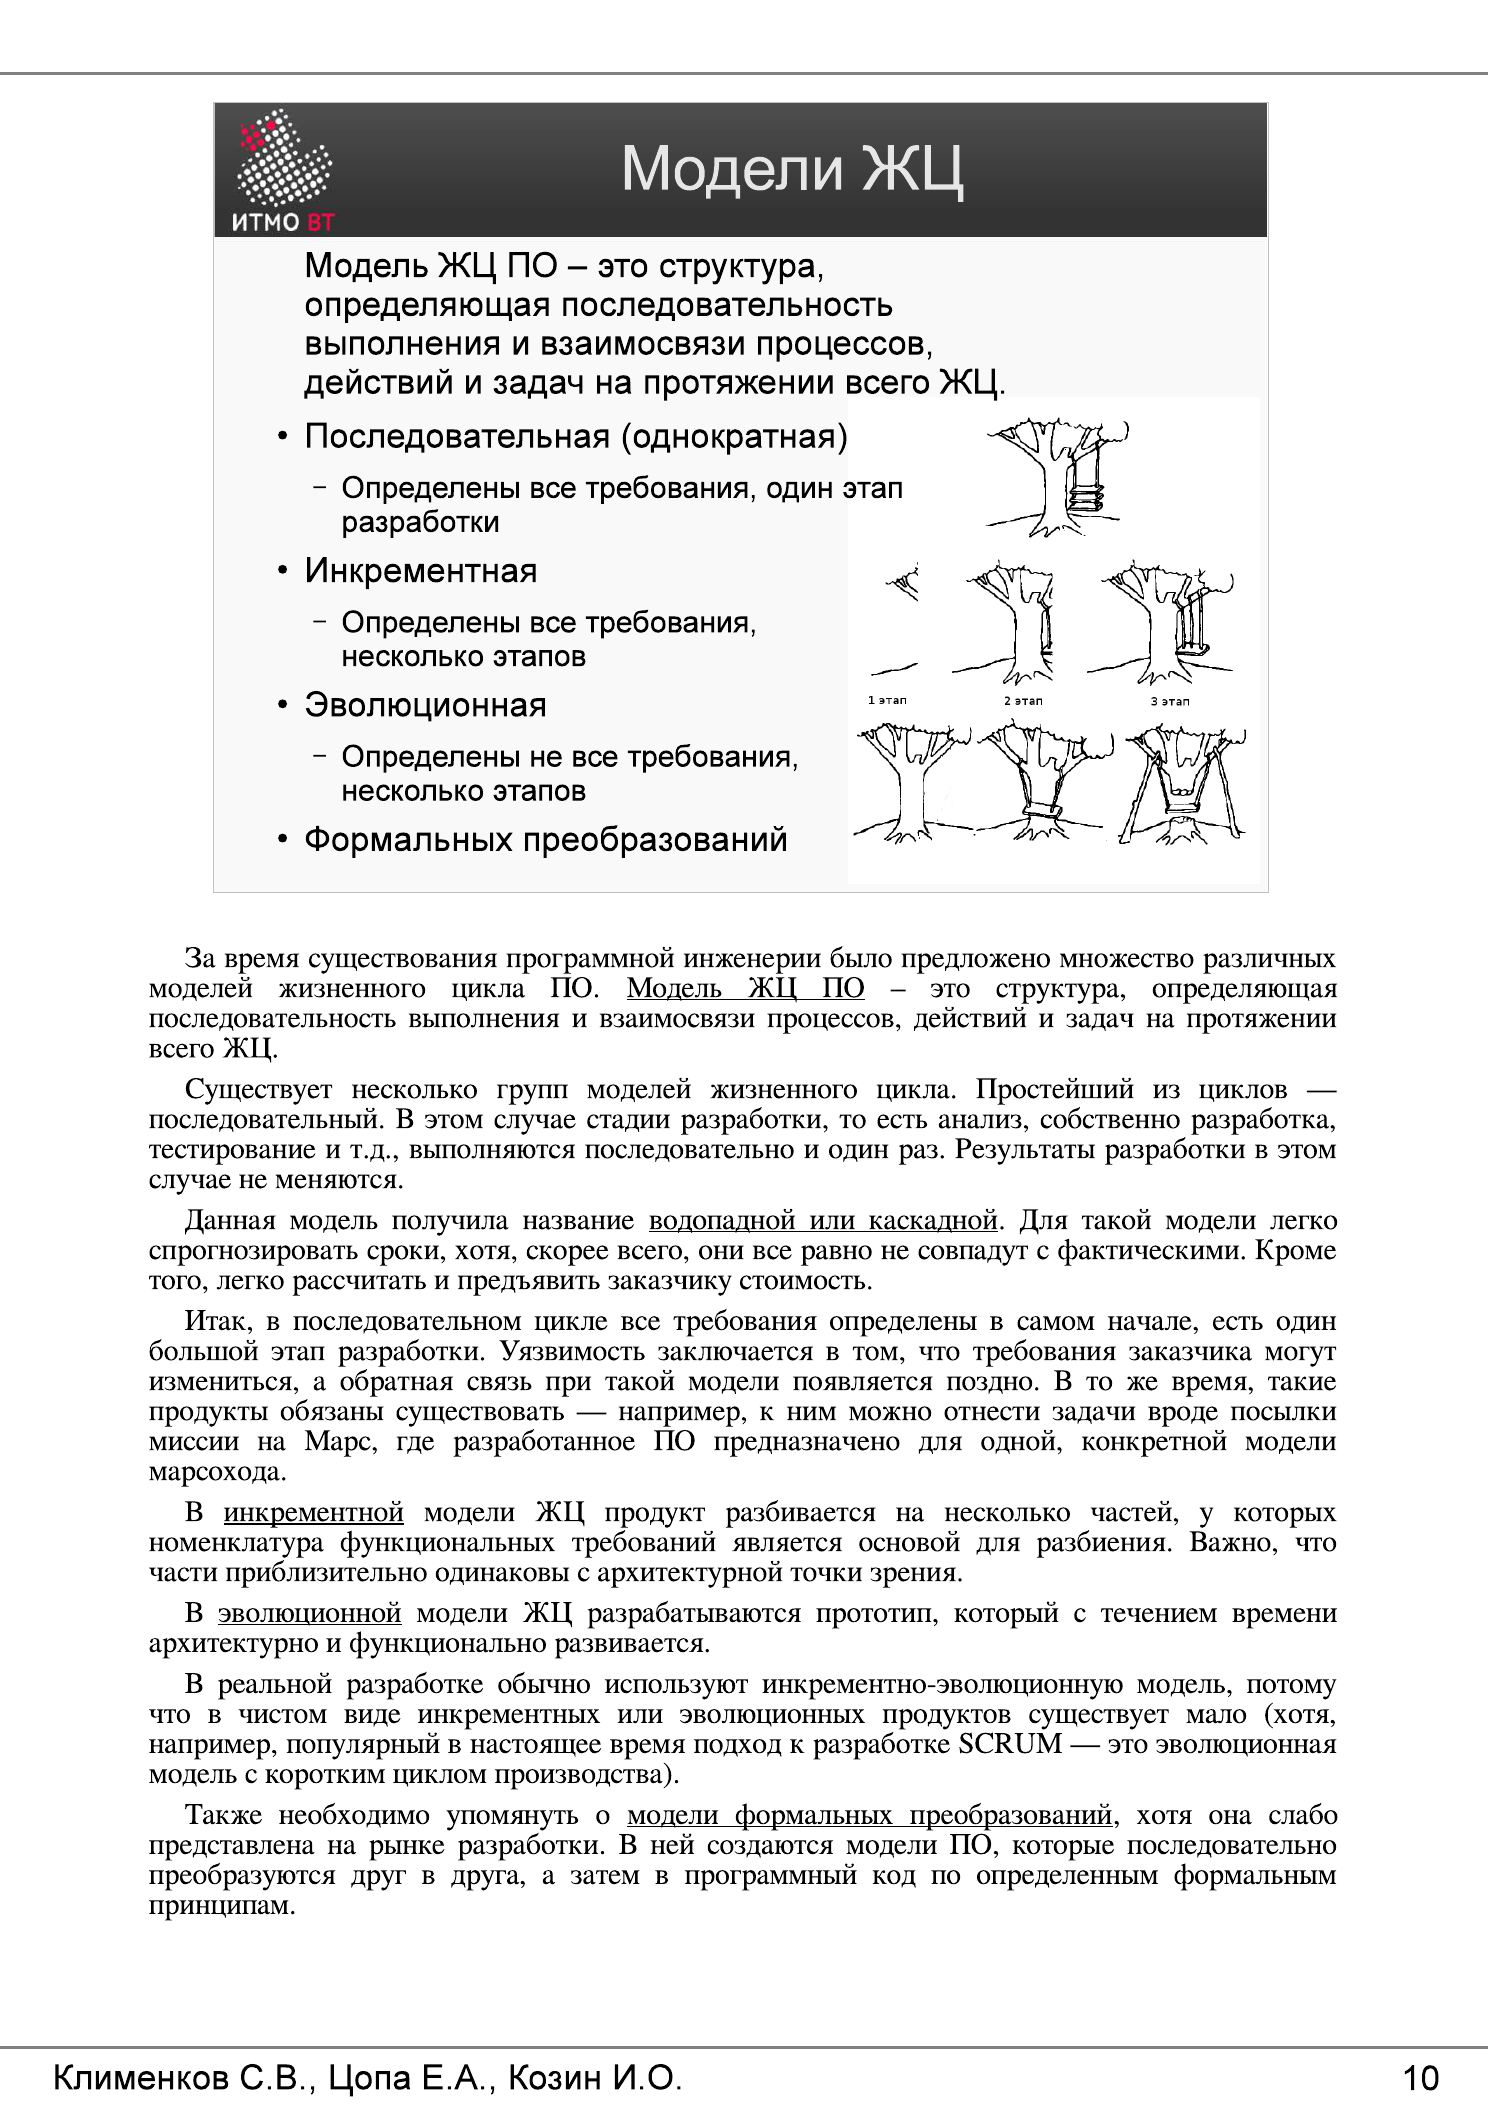 ИТМО ВТ
Модели ЖЦ
Модель ЖЦ ПО – это структура,
определяющая последовательность
выполнения и взаимосвязи процессов,
действий и задач на протяжении всего ЖЦ.
• Последовательная (однократная)
– Определены все требования, один этап
разработки
• Инкрементная
– Определены все требования,
несколько этапов
• Эволюционная
– Определены не все требования,
несколько этапов
• Формальных преобразований
1 этап
2 этап
3 этап
За время существования программной инженерии было предложено множество различных
моделей жизненного цикла ПО. Модель ЖЦ ПО – это структура, определяющая
последовательность выполнения и взаимосвязи процессов, действий и задач на протяжении
всего ЖЦ.
Существует несколько групп моделей жизненного цикла. Простейший из циклов —
последовательный. В этом случае стадии разработки, то есть анализ, собственно разработка,
тестирование и т.д., выполняются последовательно и один раз. Результаты разработки в этом
случае не меняются.
Данная модель получила название водопадной или каскадной. Для такой модели легко
спрогнозировать сроки, хотя, скорее всего, они все равно не совпадут с фактическими. Кроме
того, легко рассчитать и предъявить заказчику стоимость.
Итак, в последовательном цикле все требования определены в самом начале, есть один
большой этап разработки. Уязвимость заключается в том, что требования заказчика могут
измениться, а обратная связь при такой модели появляется поздно. В то же время, такие
продукты обязаны существовать — например, к ним можно отнести задачи вроде посылки
миссии на Марс, где разработанное ПО предназначено для одной, конкретной модели
марсохода.
В инкрементной модели ЖЦ продукт разбивается на несколько частей, у которых
номенклатура функциональных требований является основой для разбиения. Важно, что
части приблизительно одинаковы с архитектурной точки зрения.
В эволюционной модели ЖЦ разрабатываются прототип, который с течением времени
архитектурно и функционально развивается.
В реальной разработке обычно используют инкрементно-эволюционную модель, потому
что в чистом виде инкрементных или эволюционных продуктов существует мало (хотя,
например, популярный в настоящее время подход к разработке SCRUM — это эволюционная
модель с коротким циклом производства).
Также необходимо упомянуть о модели формальных преобразований, хотя она слабо
представлена на рынке разработки. В ней создаются модели ПО, которые последовательно
преобразуются друг в друга, а затем в программный код по определенным формальным
принципам.
Клименков С.В., Цопа Е.А., Козин И.О.
10